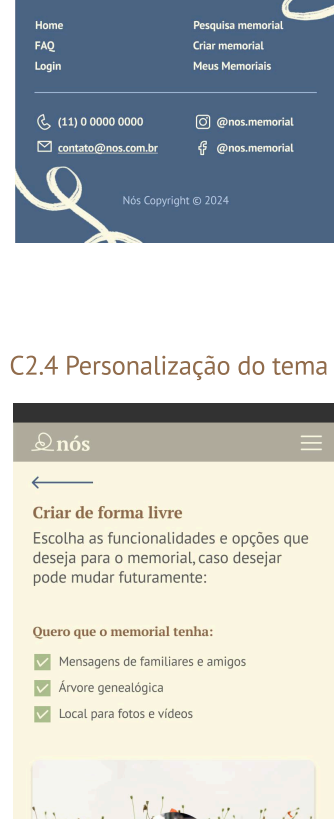 Home
Pesquisa memorial
FAQ
Criar memorial
Login
Meus Memoriais
(11) 0 0000 0000
@nos.memorial
contato@nos.com.br
@nos.memorial
Nós Copyright © 2024
C2.4 Personalização do tema
nós
Criar de forma livre
Escolha as funcionalidades e opções que
deseja para o memorial, caso desejar
pode mudar futuramente:
Quero que o memorial tenha:
Mensagens de familiares e amigos
Árvore genealógica
Local para fotos e vídeos